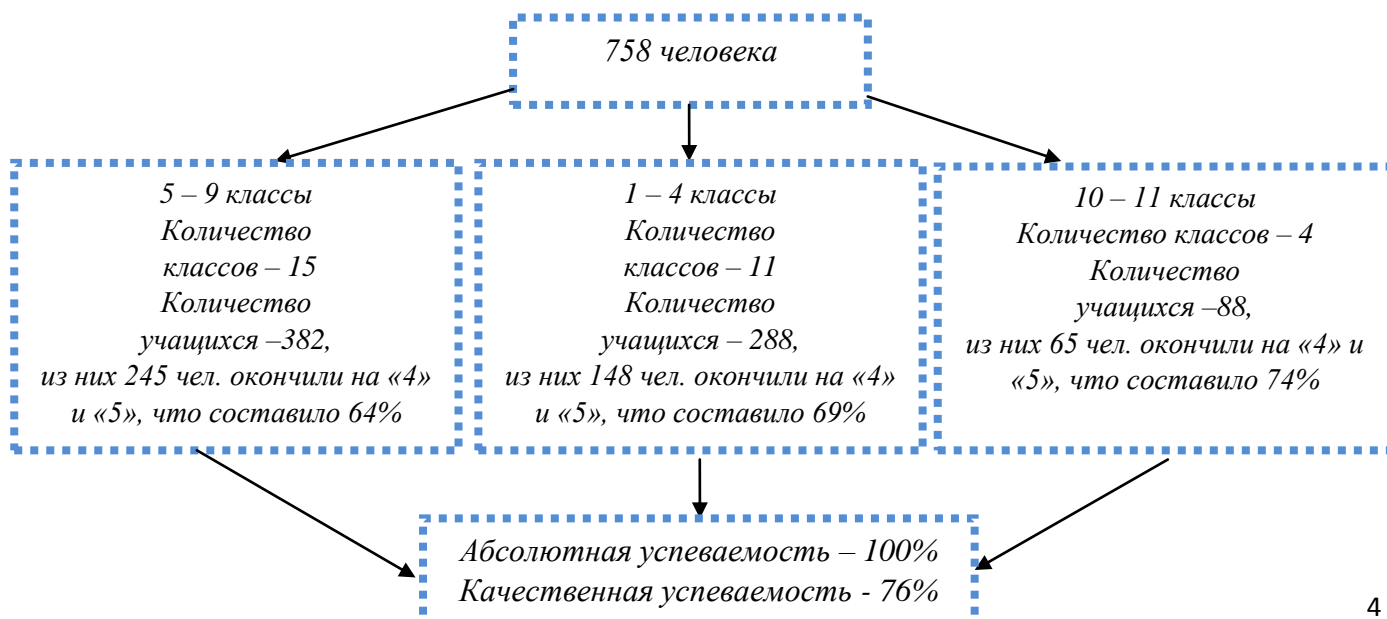 758 человека
5 – 9 классы
Количество
классов – 15
Количество
учащихся –382,
из них 245 чел. окончили на «4»
и «5», что составило 64%
1 – 4 классы
Количество
классов – 11
Количество
учащихся – 288,
из них 148 чел. окончили на «4»
и «5», что составило 69%
10 – 11 классы
Количество классов – 4
Количество
учащихся –88,
из них 65 чел. окончили на «4» и
«5», что составило 74%
Абсолютная успеваемость – 100%
Качественная успеваемость - 76%
4